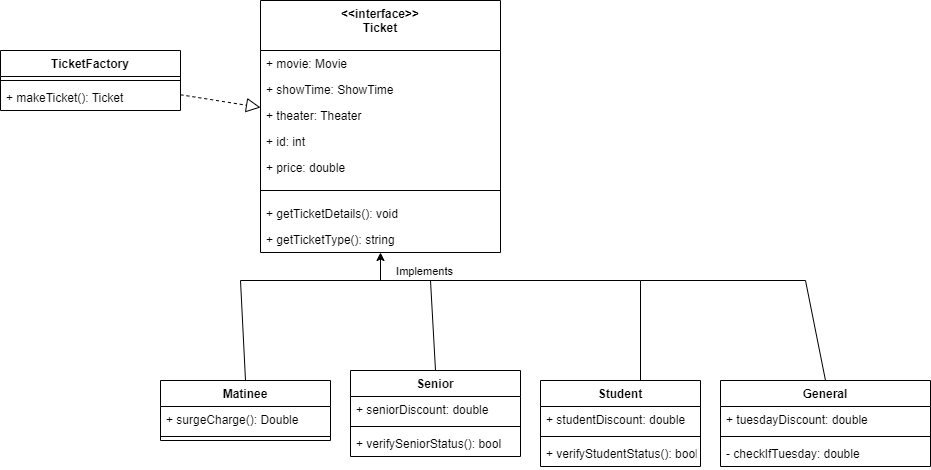 <<interface>>
Ticket
+ movie: Movie
+ showTime: ShowTime
+ theater: Theater
+ id: int
+ price: double
+ getTicketDetails(): void
+ getTicketType(): string
TicketFactory
+ makeTicket(): Ticket
Implements
Matinee
+ surgeCharge(): Double
Senior
+ seniorDiscount: double
+ verifySeniorStatus(): bool
Student
+ studentDiscount: double
+ verifyStudentStatus(): bool
General
+ tuesdayDiscount: double
- checkIfTuesday: double